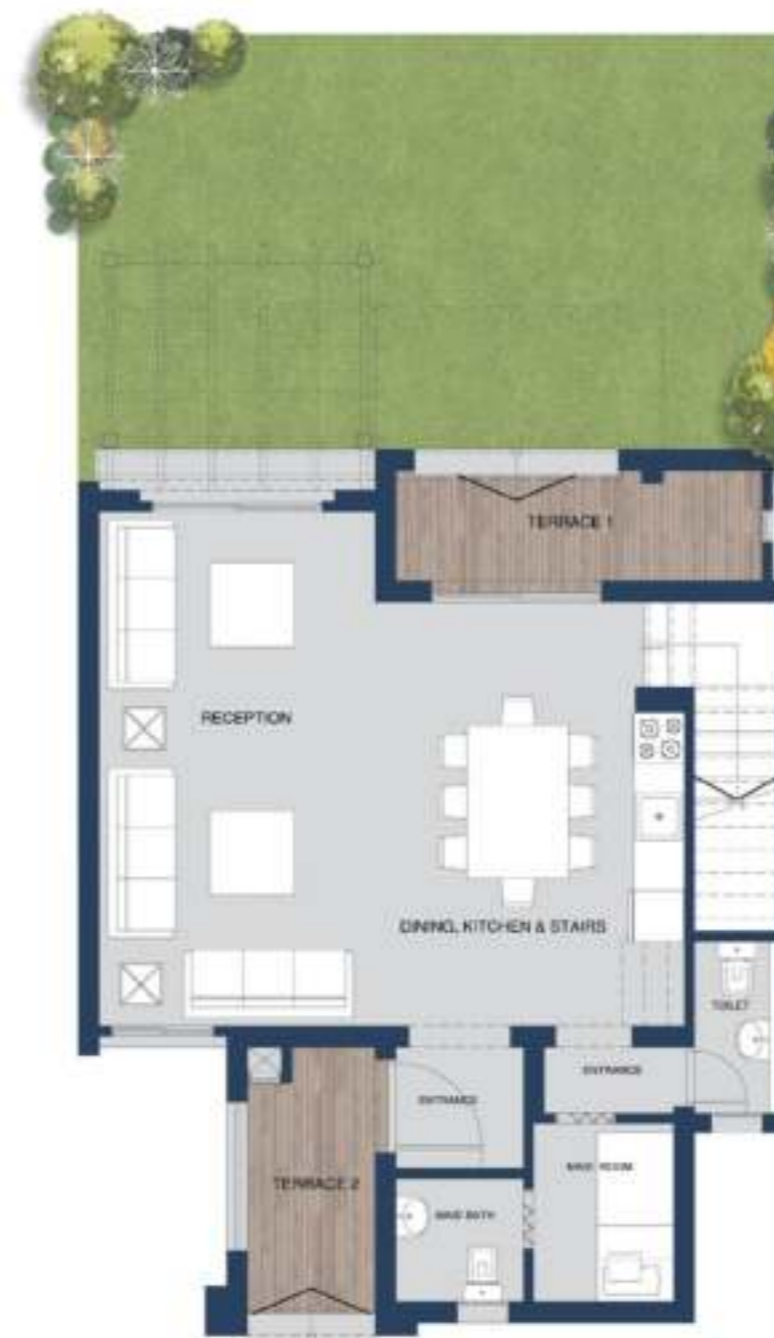 TERRACE 1
RECEPTION
DINING, KITCHEN & STAIRS
TOILET
ENTRANCE
ENTRANCE
MAID ROOM
TERRACE 2
MAID BATH